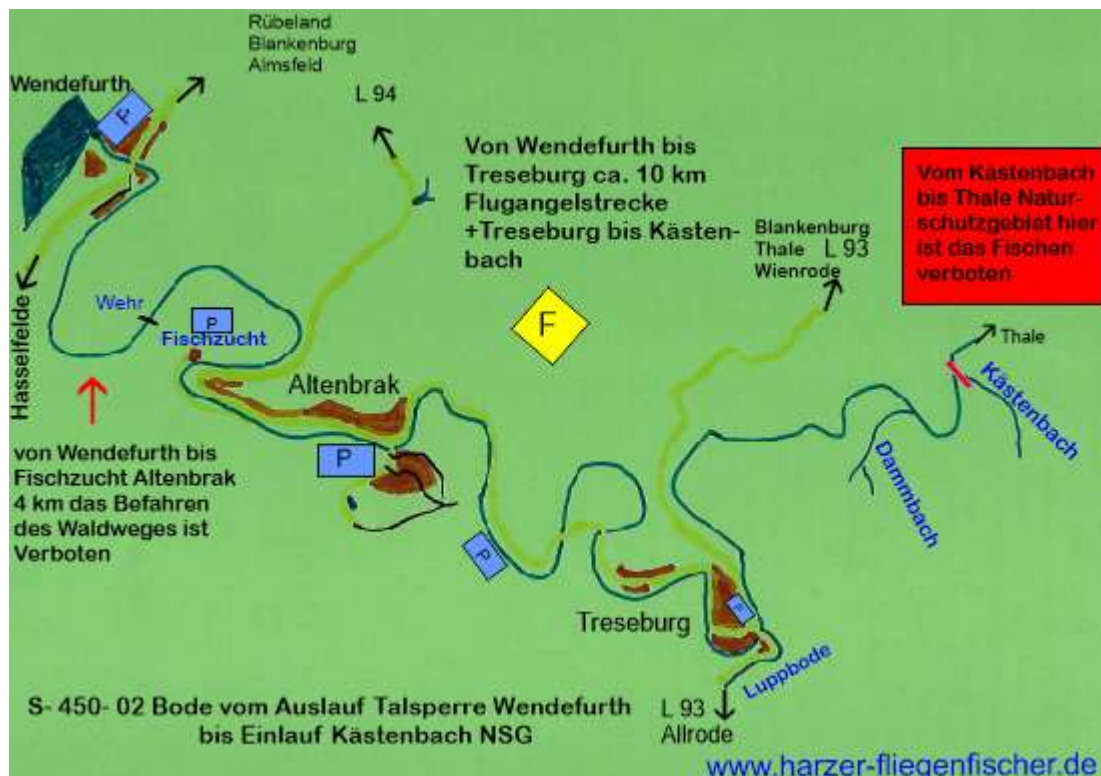 Rübeland
Blankenburg
Almsfeld
Wendefurth
P
L 94
Von Wendefurth bis
Treseburg ca. 10 km
Flugangelstrecke
+Treseburg bis Kästen-
bach
Vom Kästenbach
bis Thale Natur-
schutzgebiet hier
ist das Fischen
verboten
Blankenburg
Thale L 93
Wienrode
Hasselfelde
Wehr
P
Fischzucht
F
Thale
Kästenbach
Altenbrak
von Wendefurth bis
Fischzucht Altenbrak
4 km das Befahren
des Waldweges ist
Verboten
P
Dammbach
P
P
Treseburg
Luppbode
S- 450- 02 Bode vom Auslauf Talsperre Wendefurth
bis Einlauf Kästenbach NSG
L 93
Allrode
www.harzer-fliegenfischer.de